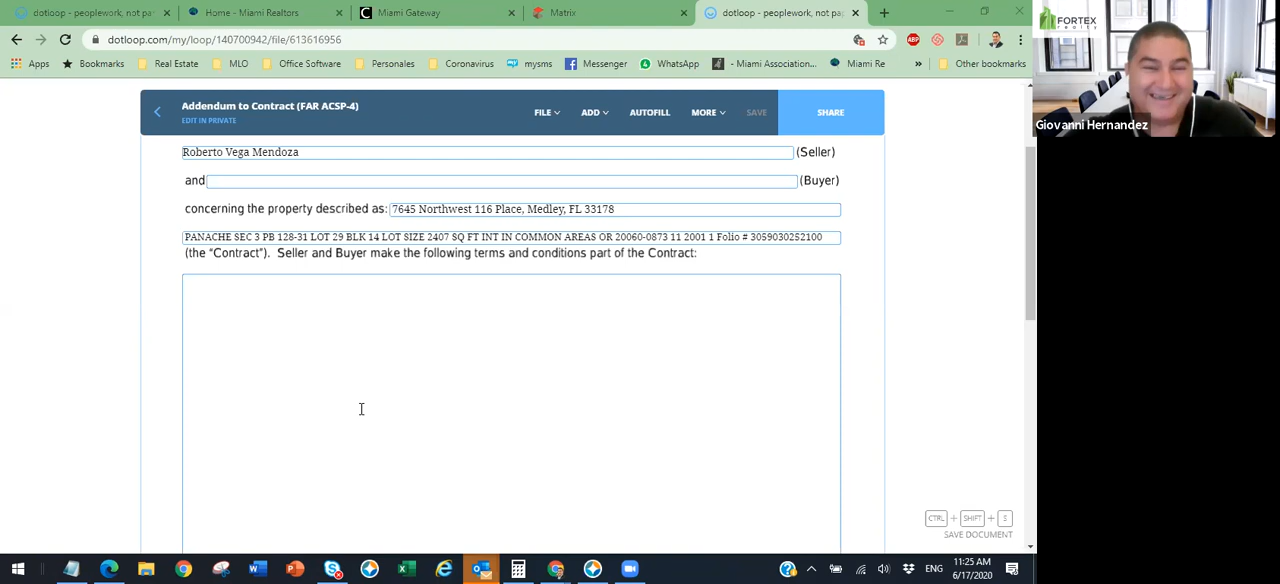 dotloop - peoplework, not pa
Home - Miami Realtors
Miami Gateway
Matrix
dotloop - peoplework, not pa
dotloop.com/my/loop/140700942/file/613616956
ABP
Apps
Bookmarks
Real Estate
MLO
Office Software
Personales
Coronavirus
mysms
Messenger
WhatsApp
- Miami Association...
Miami Re
»
Other bookmarks
FORTEX
realty
Giovanni Hernandez
Addendum to Contract (FAR ACSP-4)
EDIT IN PRIVATE
FILE
ADD
AUTOFILL
MORE
SAVE
SHARE
Roberto Vega Mendoza (Seller)
and (Buyer)
concerning the property described as: 7645 Northwest 116 Place, Medley, FL 33178
PANACHE SEC 3 PB 128-31 LOT 29 BLK 14 LOT SIZE 2407 SQ FT INT IN COMMON AREAS OR 20060-0873 11 2001 1 Folio # 3059030252100
(the “Contract”). Seller and Buyer make the following terms and conditions part of the Contract:
CTRL + SHIFT + S
SAVE DOCUMENT
ENG
11:25 AM
6/17/2020